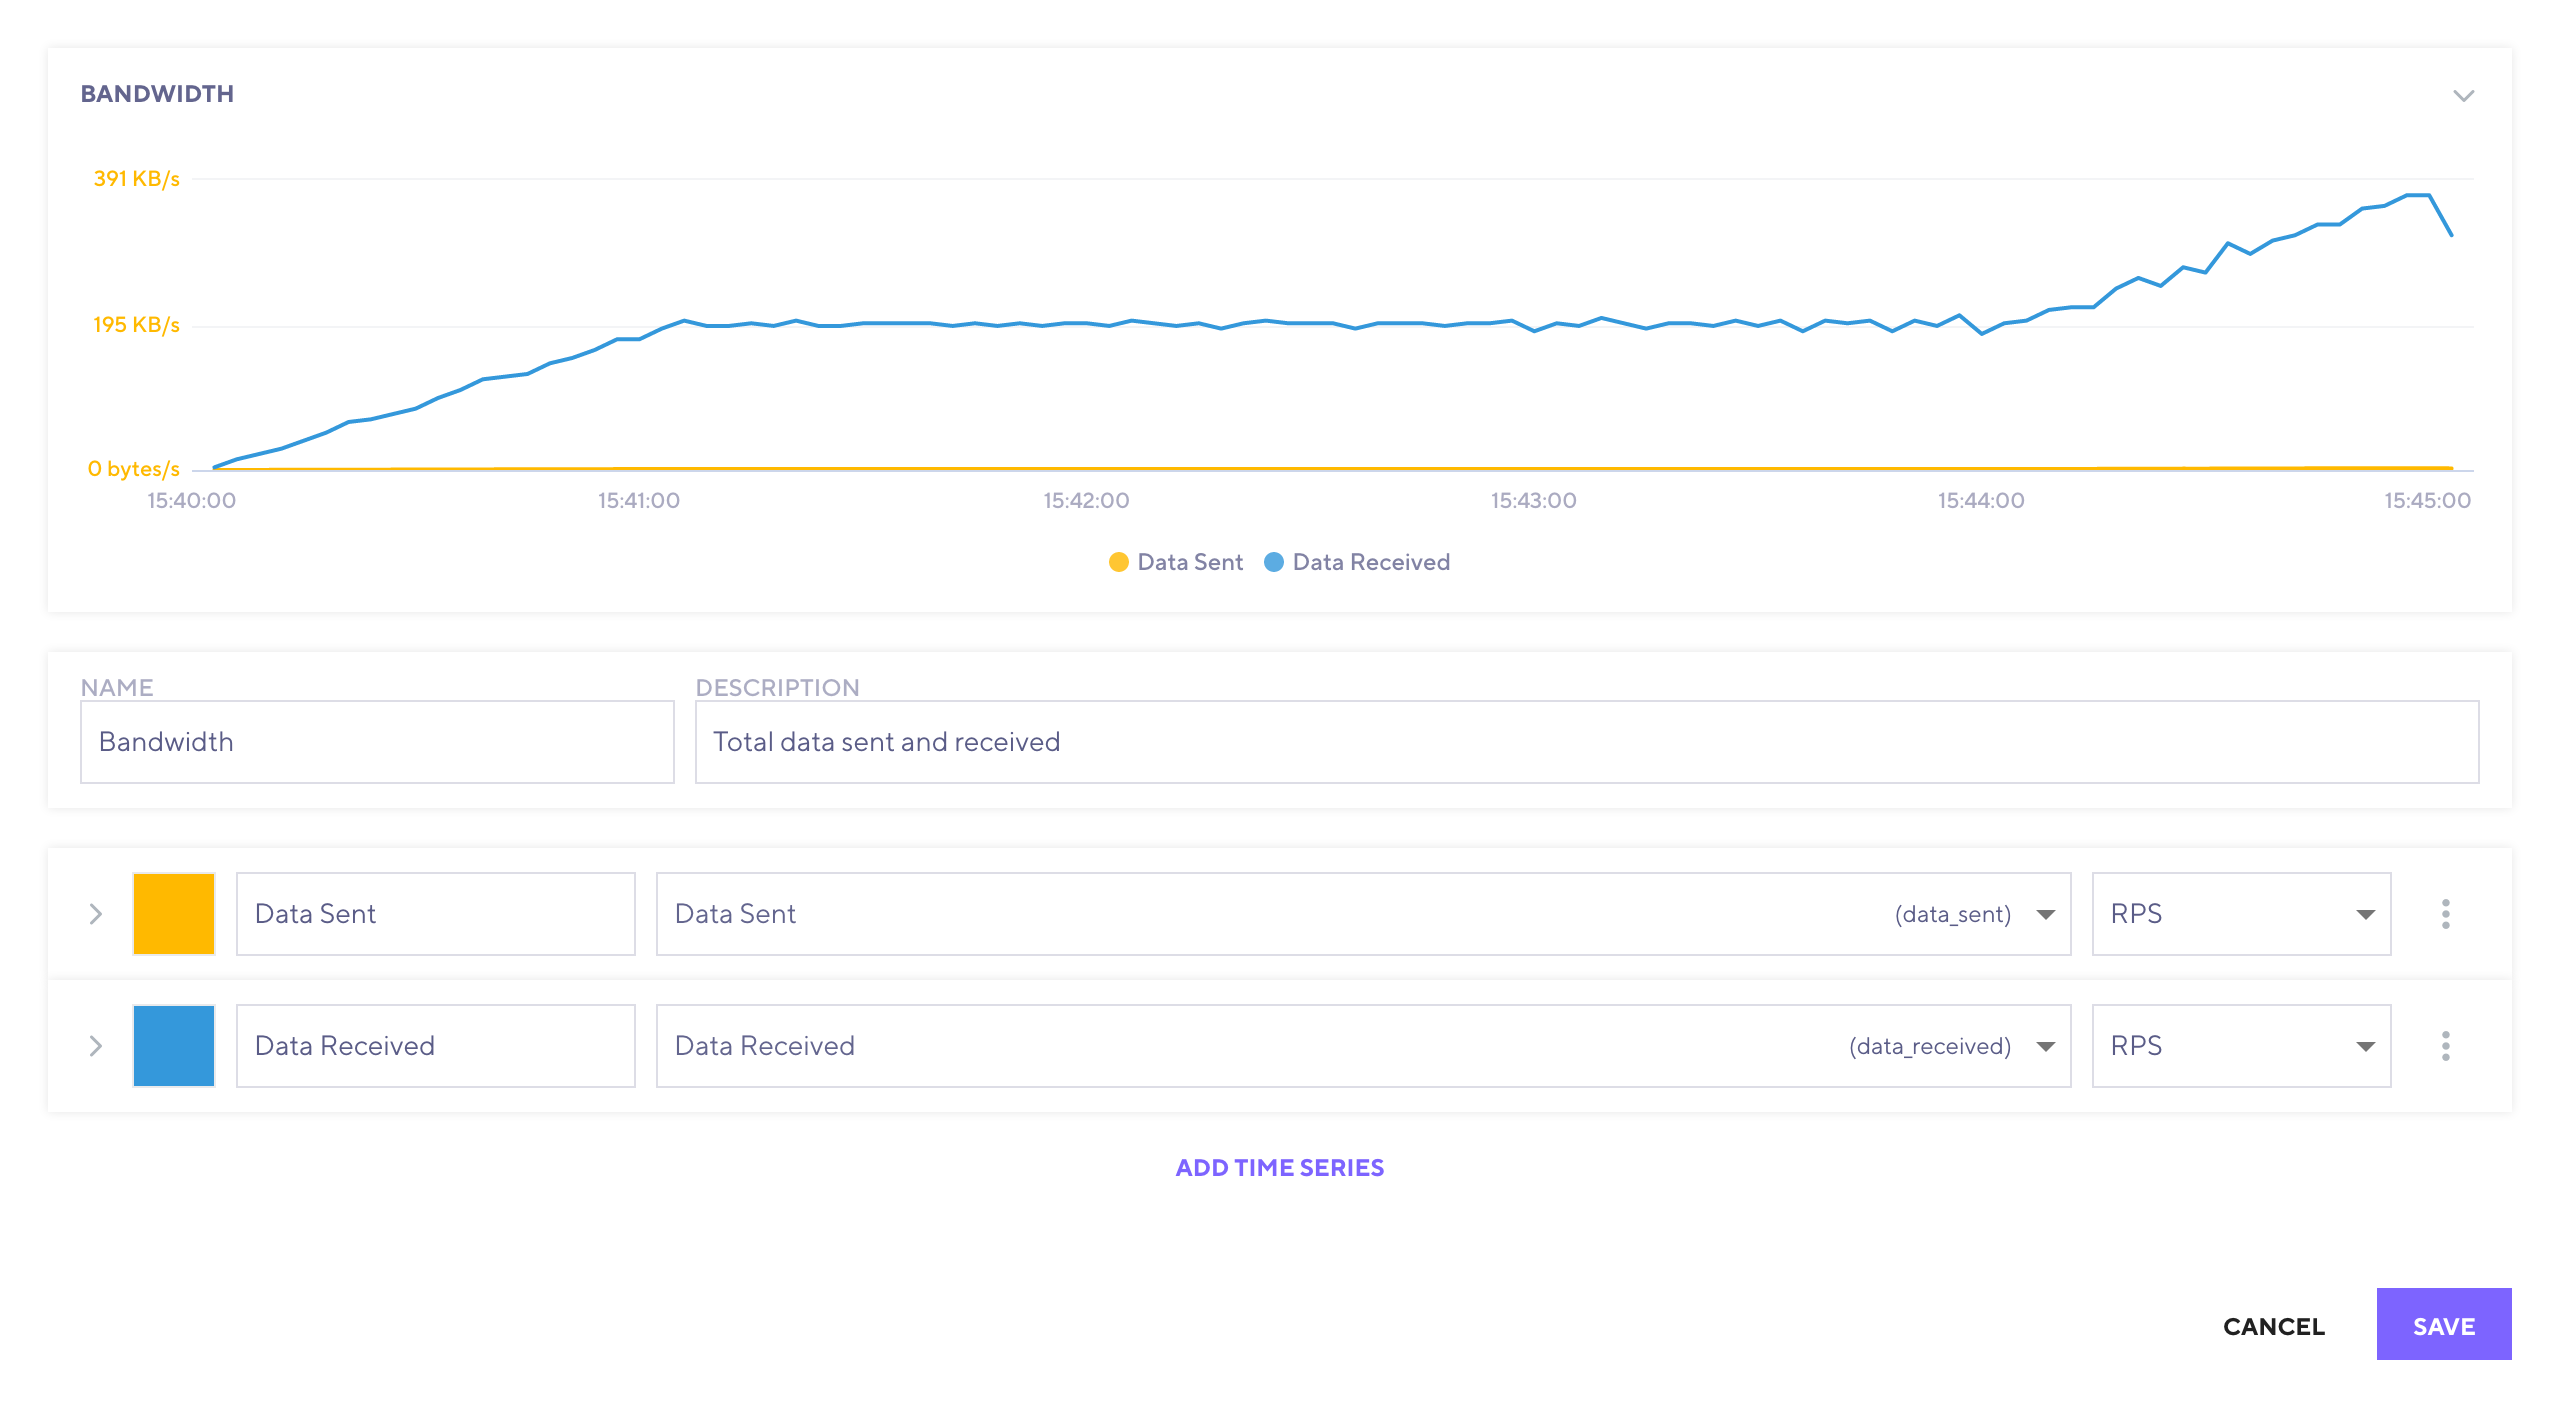 BANDWIDTH
391 KB/s
195 KB/s
0 bytes/s
15:40:00 15:41:00 15:42:00 15:43:00 15:44:00 15:45:00
Data Sent Data Received
NAME DESCRIPTION
Bandwidth Total data sent and received
Data Sent Data Sent (data_sent) RPS
Data Received Data Received (data_received) RPS
ADD TIME SERIES
CANCEL SAVE